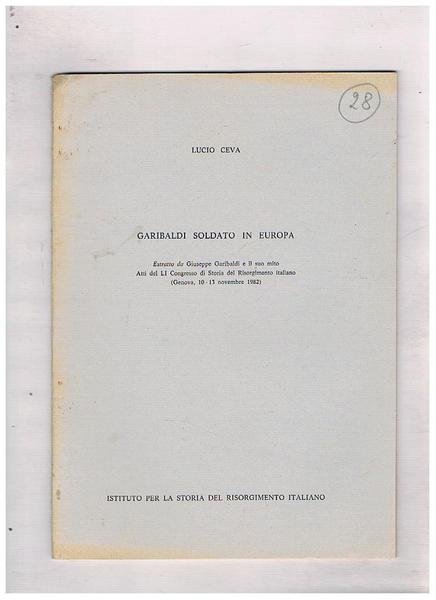 28
LUCIO CEVA
GARIBALDI SOLDATO IN EUROPA
Estratto da Giuseppe Garibaldi e il suo mito
Atti del LI Congresso di Storia del Risorgimento italiano
(Genova, 10 - 13 novembre 1982)
ISTITUTO PER LA STORIA DEL RISORGIMENTO ITALIANO